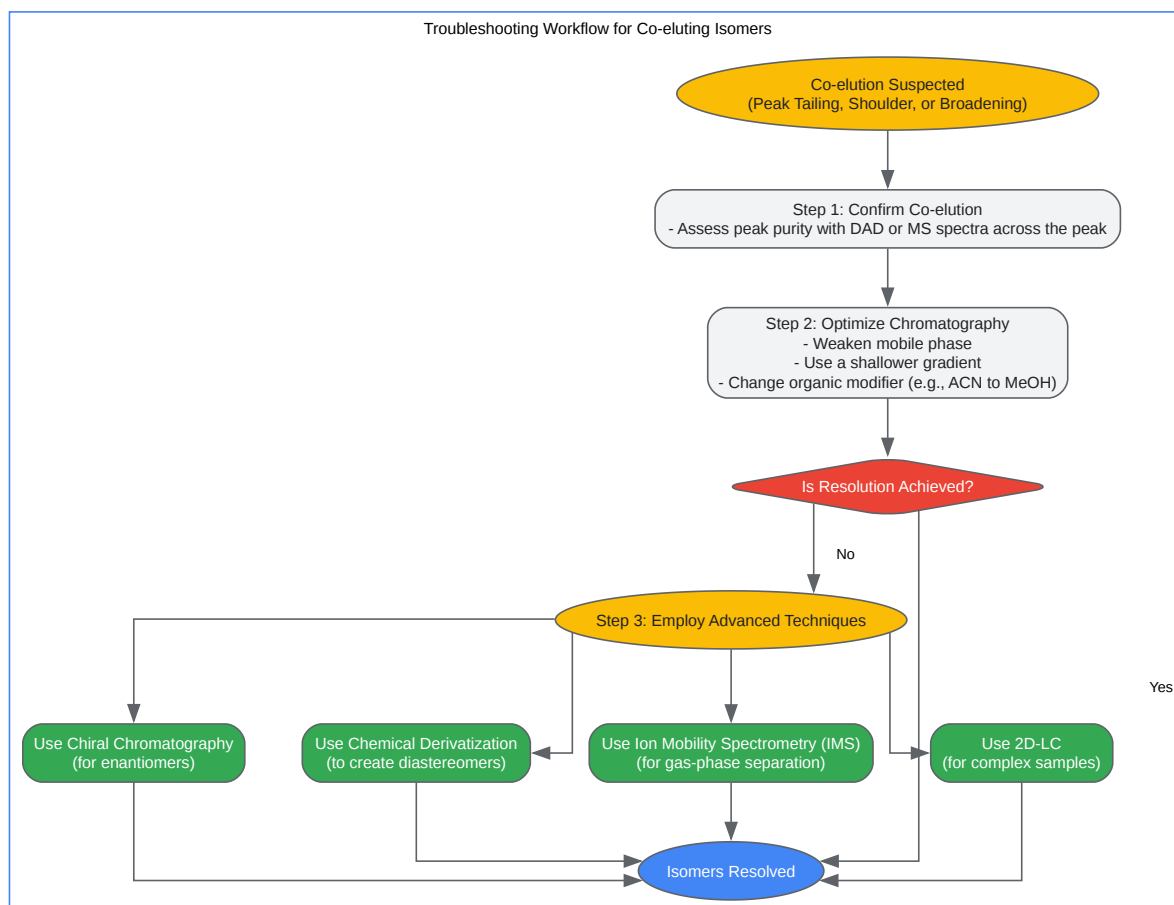 Troubleshooting Workflow for Co-eluting Isomers
Co-elution Suspected
(Peak Tailing, Shoulder, or Broadening)
Step 1: Confirm Co-elution
- Assess peak purity with DAD or MS spectra across the peak
Step 2: Optimize Chromatography
- Weaken mobile phase
- Use a shallower gradient
- Change organic modifier (e.g., ACN to MeOH)
Is Resolution Achieved?
No
Step 3: Employ Advanced Techniques
Yes
Use Chiral Chromatography
(for enantiomers)
Use Chemical Derivatization
(to create diastereomers)
Use Ion Mobility Spectrometry (IMS)
(for gas-phase separation)
Use 2D-LC
(for complex samples)
Isomers Resolved